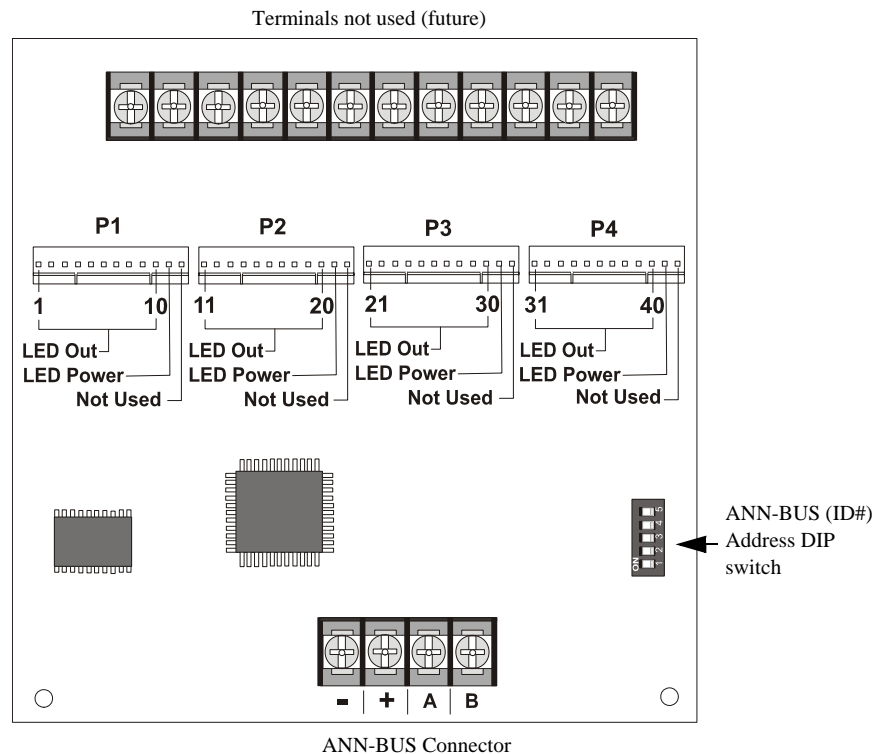 Terminals not used (future)
P1 P2 P3 P4
1 10 11 20 21 30 31 40
LED Out LED Out LED Out LED Out
LED Power LED Power LED Power LED Power
Not Used Not Used Not Used Not Used
ON 1 2 3 4 5
ANN-BUS (ID#)
Address DIP
switch
- + A B
ANN-BUS Connector